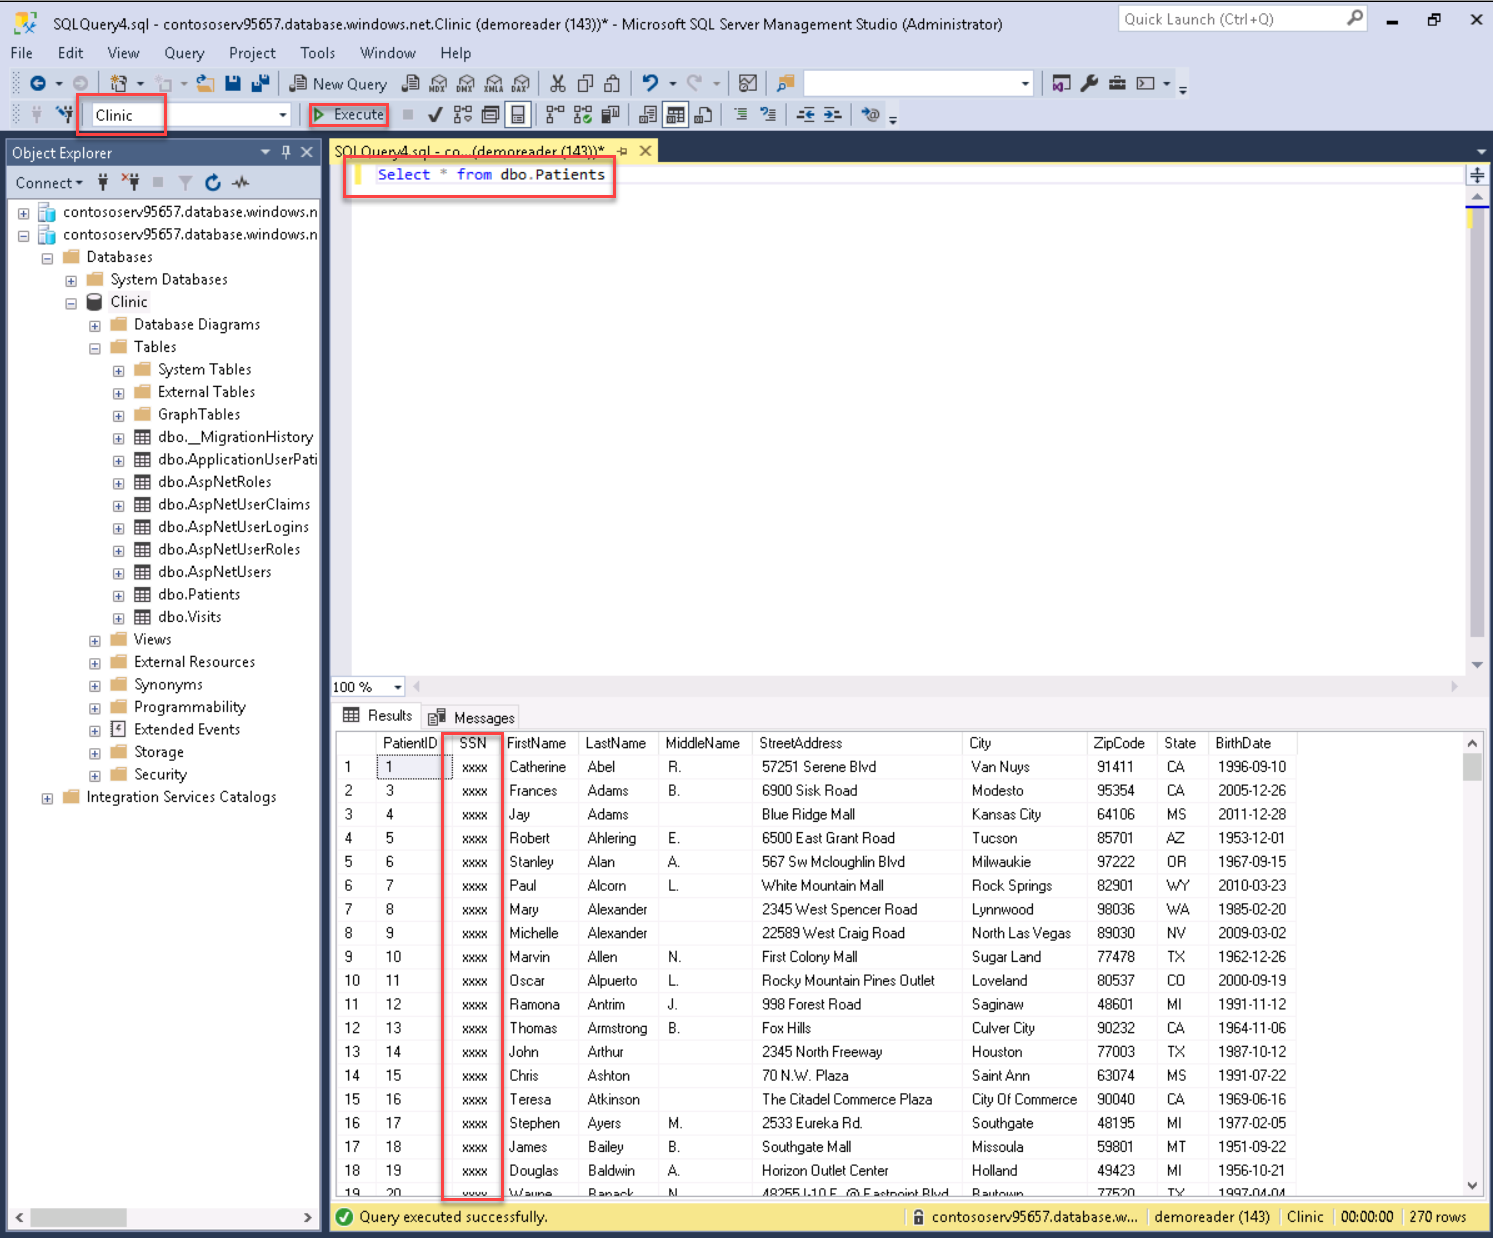 SQLQuery4.sql - contososerv95657.database.windows.net.Clinic (demoreader (143))* - Microsoft SQL Server Management Studio (Administrator)
Quick Launch (Ctrl+Q)
File Edit View Query Project Tools Window Help
New Query MDX DMX XMLA DAX
Clinic Execute
Object Explorer
SQLQuery4.sql - co...(demoreader (143))*
Connect
Select * from dbo.Patients
contososerv95657.database.windows.n
contososerv95657.database.windows.n
Databases
System Databases
Clinic
Database Diagrams
Tables
System Tables
External Tables
GraphTables
dbo.__MigrationHistory
dbo.ApplicationUserPati
dbo.AspNetRoles
dbo.AspNetUserClaims
dbo.AspNetUserLogins
dbo.AspNetUserRoles
dbo.AspNetUsers
dbo.Patients
dbo.Visits
Views
External Resources
Synonyms
Programmability
Extended Events
Storage
Security
Integration Services Catalogs
100 %
Results Messages
PatientID SSN FirstName LastName MiddleName StreetAddress City ZipCode State BirthDate
1 1 xxxx Catherine Abel R. 57251 Serene Blvd Van Nuys 91411 CA 1996-09-10
2 3 xxxx Frances Adams B. 6900 Sisk Road Modesto 95354 CA 2005-12-26
3 4 xxxx Jay Adams Blue Ridge Mall Kansas City 64106 MS 2011-12-28
4 5 xxxx Robert Ahlering E. 6500 East Grant Road Tucson 85701 AZ 1953-12-01
5 6 xxxx Stanley Alan A. 567 Sw Mcloughlin Blvd Milwaukie 97222 OR 1967-09-15
6 7 xxxx Paul Alcorn L. White Mountain Mall Rock Springs 82901 WY 2010-03-23
7 8 xxxx Mary Alexander 2345 West Spencer Road Lynnwood 98036 WA 1985-02-20
8 9 xxxx Michelle Alexander 22589 West Craig Road North Las Vegas 89030 NV 2009-03-02
9 10 xxxx Marvin Allen N. First Colony Mall Sugar Land 77478 TX 1962-12-26
10 11 xxxx Oscar Alpuerto L. Rocky Mountain Pines Outlet Loveland 80537 CO 2000-09-19
11 12 xxxx Ramona Antrim J. 998 Forest Road Saginaw 48601 MI 1991-11-12
12 13 xxxx Thomas Armstrong B. Fox Hills Culver City 90232 CA 1964-11-06
13 14 xxxx John Arthur 2345 North Freeway Houston 77003 TX 1987-10-12
14 15 xxxx Chris Ashton 70 N.W. Plaza Saint Ann 63074 MS 1991-07-22
15 16 xxxx Teresa Atkinson The Citadel Commerce Plaza City Of Commerce 90040 CA 1969-06-16
16 17 xxxx Stephen Ayers M. 2533 Eureka Rd. Southgate 48195 MI 1977-02-05
17 18 xxxx James Bailey B. Southgate Mall Missoula 59801 MT 1951-09-22
18 19 xxxx Douglas Baldwin A. Horizon Outlet Center Holland 49423 MI 1956-10-21
19 20 xxxx Wayne Banack N 48255 I-10 E. @ Eastpoint Blvd Baytown 77520 TX 1997-04-04
Query executed successfully. contososerv95657.database.w... demoreader (143) Clinic 00:00:00 270 rows